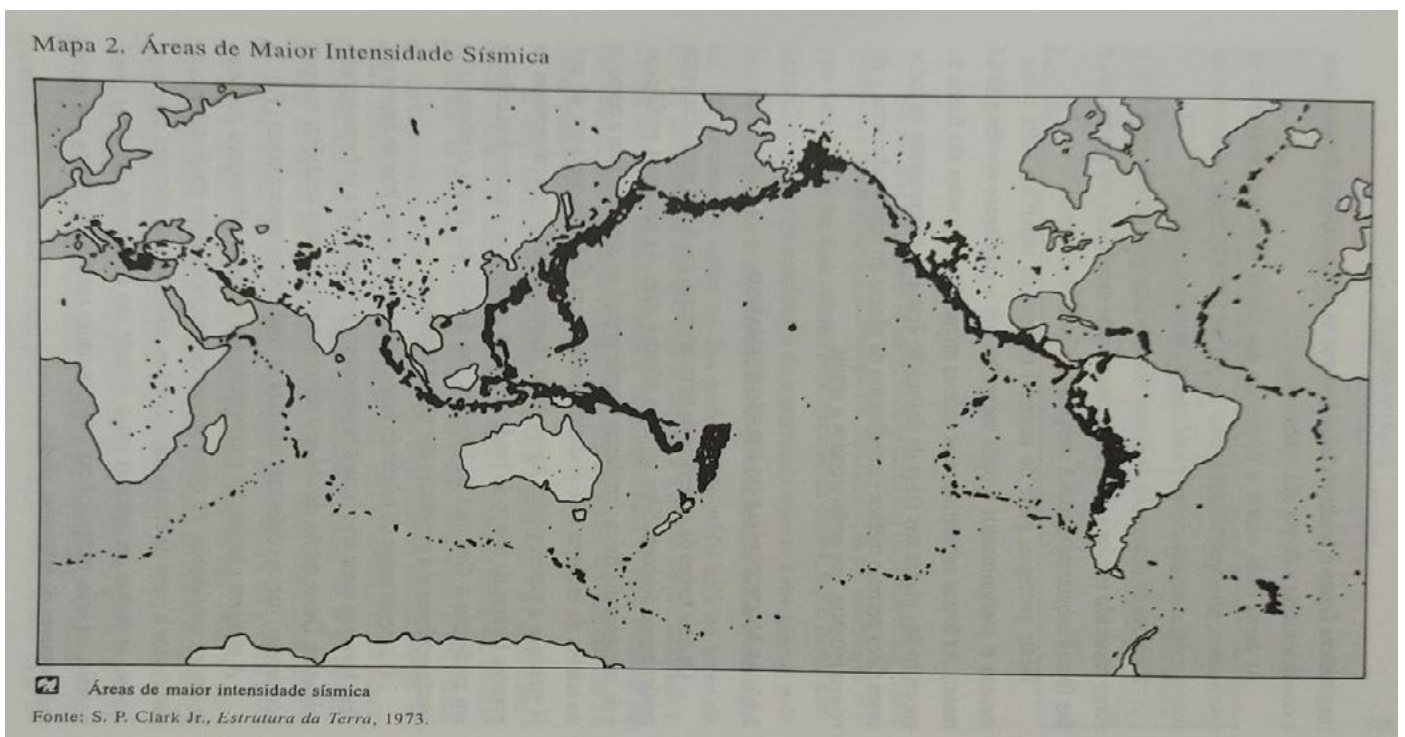 Mapa 2. Áreas de Maior Intensidade Sísmica
Áreas de maior intensidade sísmica
Fonte: S. P. Clark Jr., Estrutura da Terra, 1973.